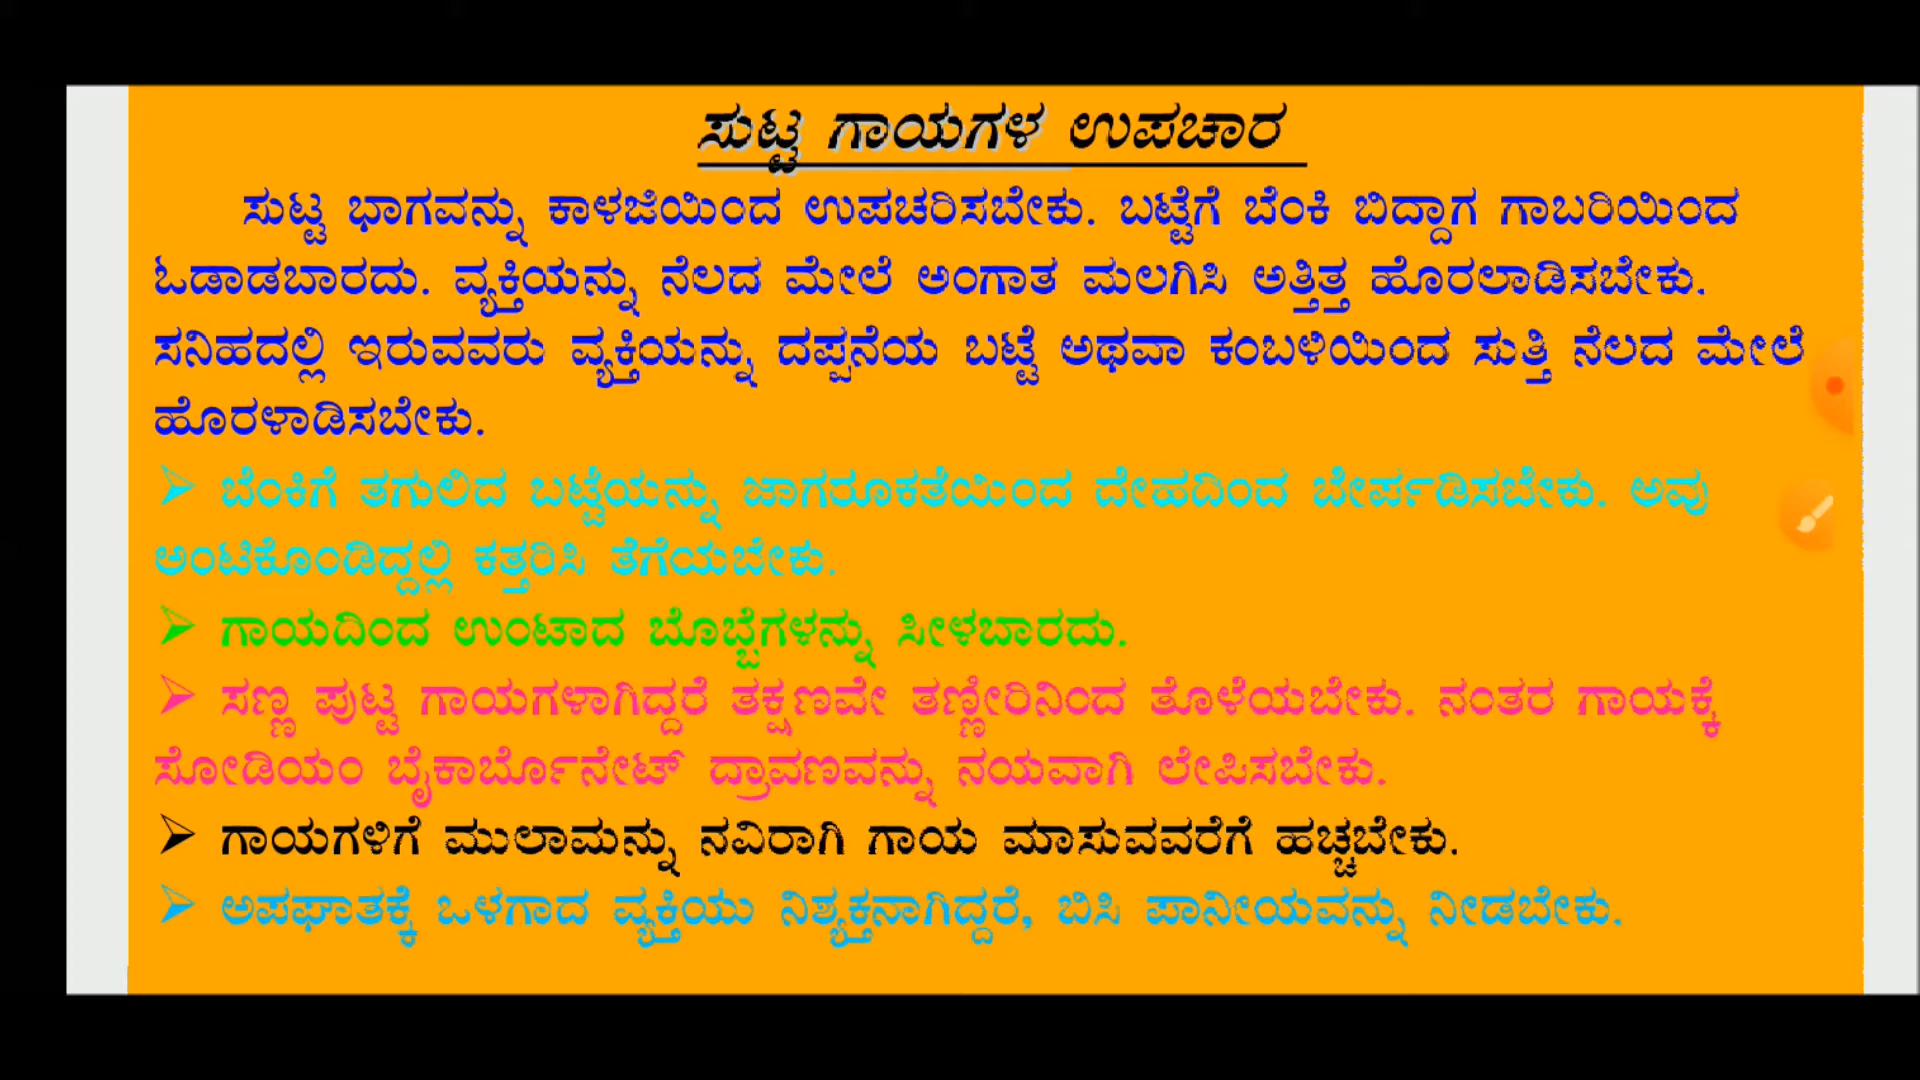 ಸುಟ್ಟ ಗಾಯಗಳ ಉಪಚಾರ
ಸುಟ್ಟ ಭಾಗವನ್ನು ಕಾಳಜಿಯಿಂದ ಉಪಚರಿಸಬೇಕು. ಬಟ್ಟೆಗೆ ಬೆಂಕಿ ಬಿದ್ದಾಗ ಗಾಬರಿಯಿಂದ
ಓಡಾಡಬಾರದು. ವ್ಯಕ್ತಿಯನ್ನು ನೆಲದ ಮೇಲೆ ಅಂಗಾತ ಮಲಗಿಸಿ ಅತ್ತಿತ್ತ ಹೊರಲಾಡಿಸಬೇಕು.
ಸನಿಹದಲ್ಲಿ ಇರುವವರು ವ್ಯಕ್ತಿಯನ್ನು ದಪ್ಪನೆಯ ಬಟ್ಟೆ ಅಥವಾ ಕಂಬಳಿಯಿಂದ ಸುತ್ತಿ ನೆಲದ ಮೇಲೆ
ಹೊರಳಾಡಿಸಬೇಕು.
➢ ಬೆಂಕಿಗೆ ತಗುಲಿದ ಬಟ್ಟೆಯನ್ನು ಜಾಗರೂಕತೆಯಿಂದ ದೇಹದಿಂದ ಬೇರ್ಪಡಿಸಬೇಕು. ಅವು
ಅಂಟಿಕೊಂಡಿದ್ದಲ್ಲಿ ಕತ್ತರಿಸಿ ತೆಗೆಯಬೇಕು.
➢ ಗಾಯದಿಂದ ಉಂಟಾದ ಬೊಬ್ಬೆಗಳನ್ನು ಸೀಳಬಾರದು.
➢ ಸಣ್ಣ ಪುಟ್ಟ ಗಾಯಗಳಾಗಿದ್ದರೆ ತಕ್ಷಣವೇ ತಣ್ಣೀರಿನಿಂದ ತೊಳೆಯಬೇಕು. ನಂತರ ಗಾಯಕ್ಕೆ
ಸೋಡಿಯಂ ಬೈಕಾರ್ಬೊನೇಟ್ ದ್ರಾವಣವನ್ನು ನಯವಾಗಿ ಲೇಪಿಸಬೇಕು.
➢ ಗಾಯಗಳಿಗೆ ಮುಲಾಮನ್ನು ನವಿರಾಗಿ ಗಾಯ ಮಾಸುವವರೆಗೆ ಹಚ್ಚಬೇಕು.
➢ ಅಪಘಾತಕ್ಕೆ ಒಳಗಾದ ವ್ಯಕ್ತಿಯು ನಿಶ್ಯಕ್ತನಾಗಿದ್ದರೆ, ಬಿಸಿ ಪಾನೀಯವನ್ನು ನೀಡಬೇಕು.